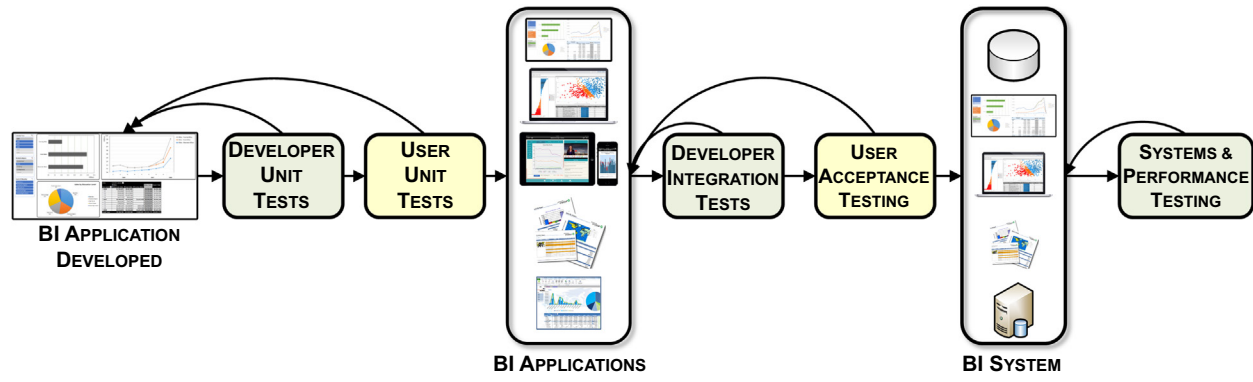 DEVELOPER
UNIT
TESTS
USER
UNIT
TESTS
DEVELOPER
INTEGRATION
TESTS
USER
ACCEPTANCE
TESTING
SYSTEMS &
PERFORMANCE
TESTING
BI APPLICATION
DEVELOPED
BI APPLICATIONS
BI SYSTEM